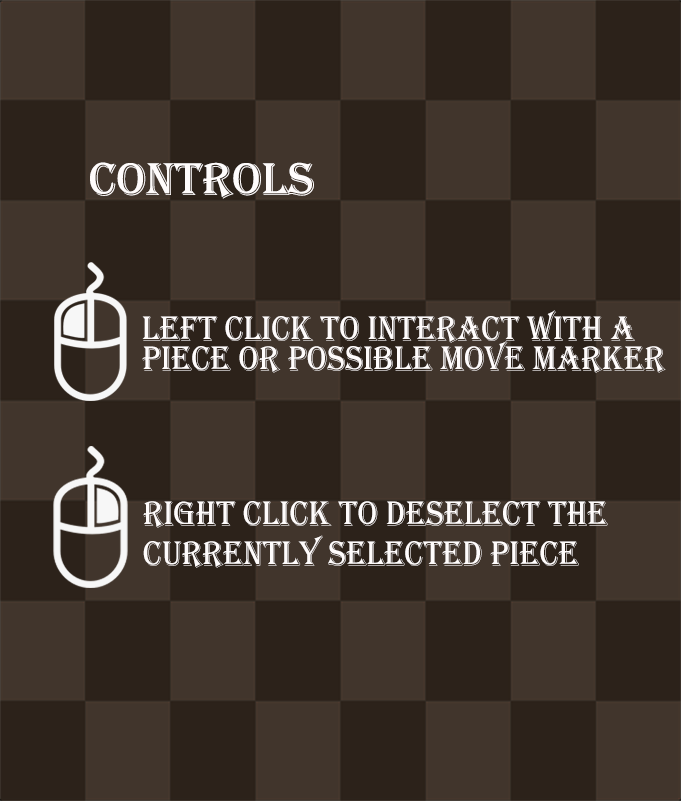 CONTROLS
LEFT CLICK TO INTERACT WITH A
PIECE OR POSSIBLE MOVE MARKER
RIGHT CLICK TO DESELECT THE
CURRENTLY SELECTED PIECE